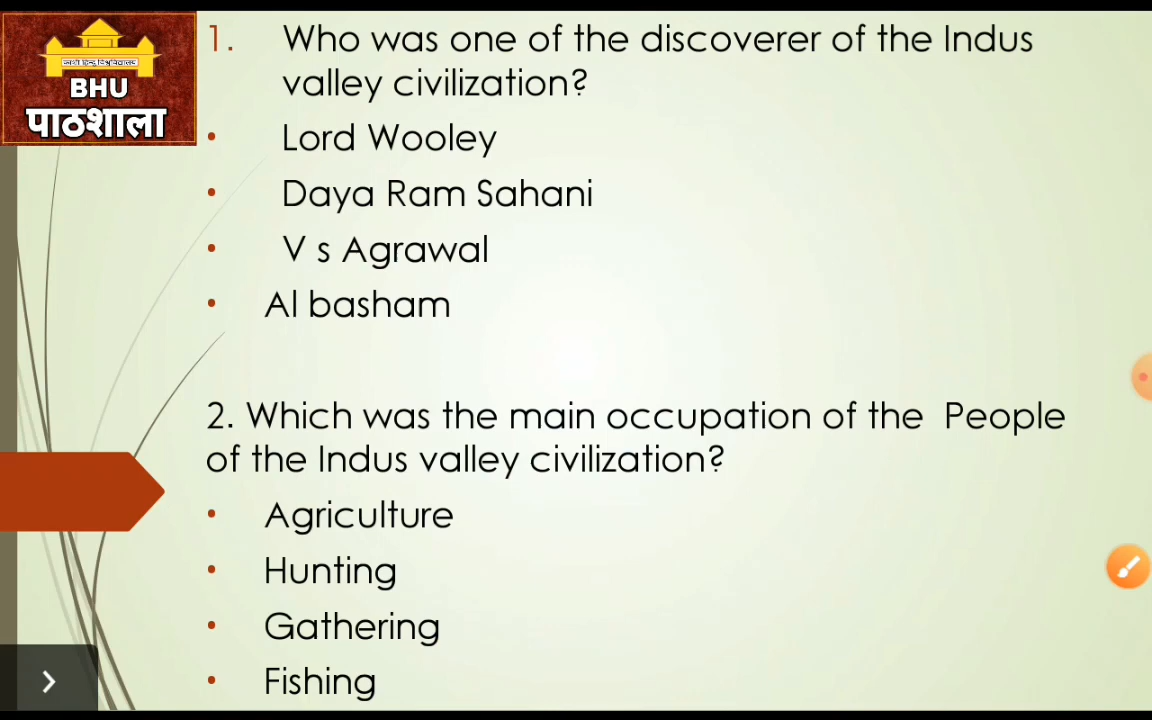 काशी हिन्दू विश्वविद्यालय
BHU
पाठशाला
1. Who was one of the discoverer of the Indus
valley civilization?
• Lord Wooley
• Daya Ram Sahani
• V s Agrawal
• Al basham
2. Which was the main occupation of the People
of the Indus valley civilization?
• Agriculture
• Hunting
• Gathering
• Fishing